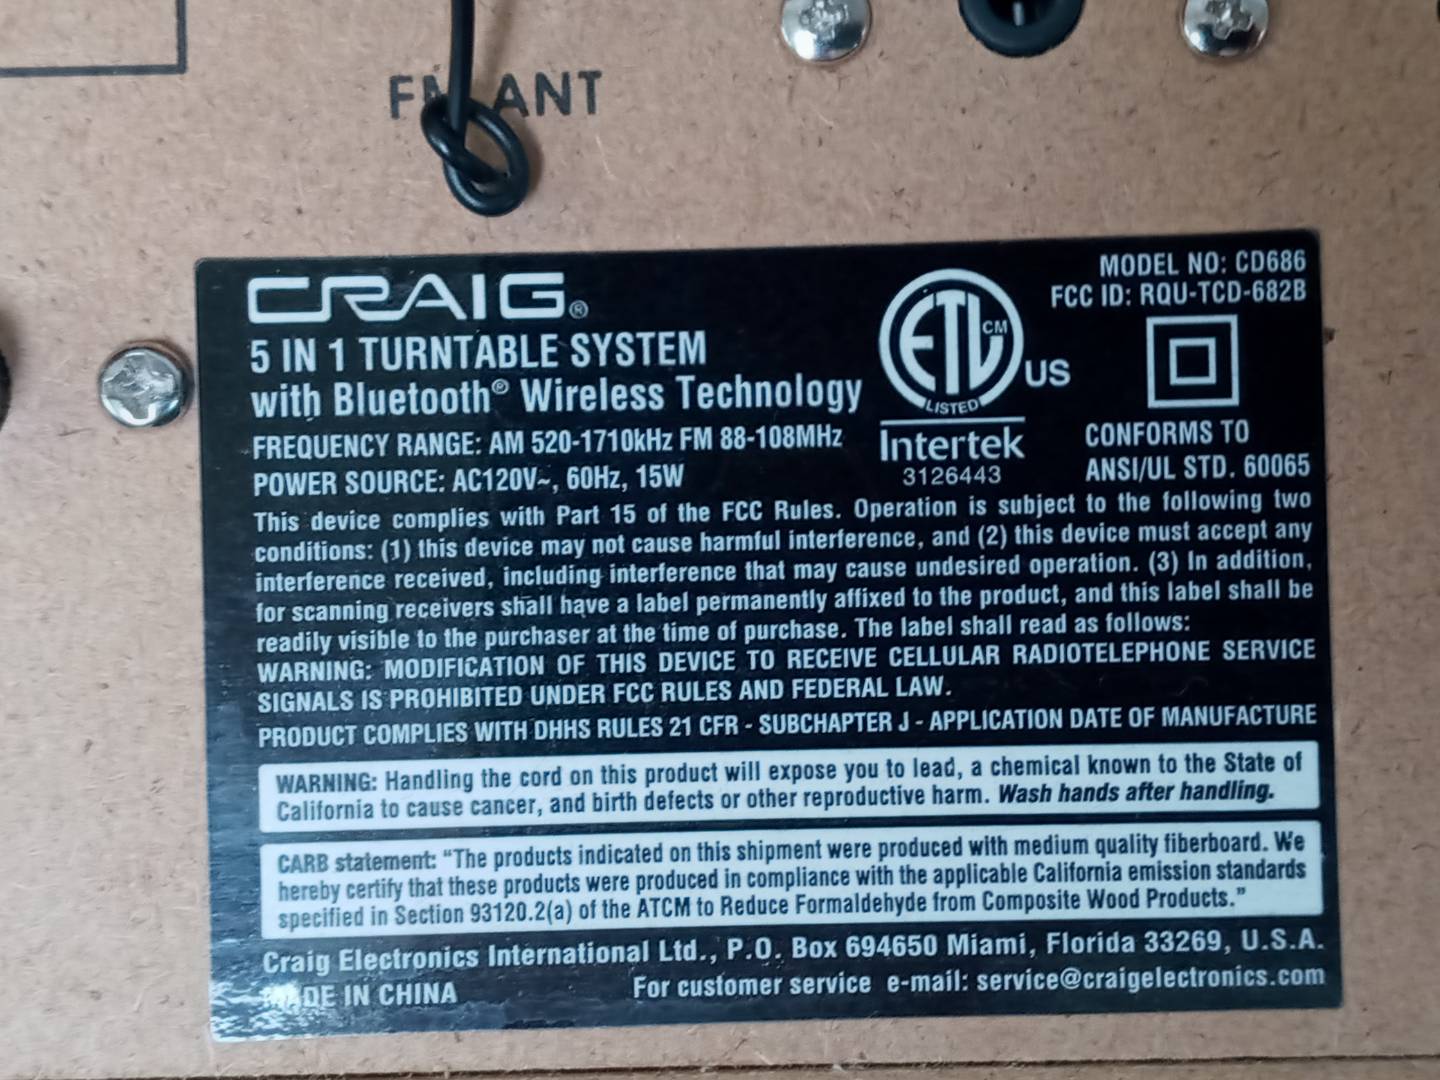 FM ANT
CRAIG®
5 IN 1 TURNTABLE SYSTEM
with Bluetooth® Wireless Technology
FREQUENCY RANGE: AM 520-1710kHz FM 88-108MHz
POWER SOURCE: AC120V~, 60Hz, 15W
ETL CM
LISTED
US
Intertek
3126443
MODEL NO: CD686
FCC ID: RQU-TCD-682B
CONFORMS TO
ANSI/UL STD. 60065
This device complies with Part 15 of the FCC Rules. Operation is subject to the following two
conditions: (1) this device may not cause harmful interference, and (2) this device must accept any
interference received, including interference that may cause undesired operation. (3) In addition,
for scanning receivers shall have a label permanently affixed to the product, and this label shall be
readily visible to the purchaser at the time of purchase. The label shall read as follows:
WARNING: MODIFICATION OF THIS DEVICE TO RECEIVE CELLULAR RADIOTELEPHONE SERVICE
SIGNALS IS PROHIBITED UNDER FCC RULES AND FEDERAL LAW.
PRODUCT COMPLIES WITH DHHS RULES 21 CFR - SUBCHAPTER J - APPLICATION DATE OF MANUFACTURE
WARNING: Handling the cord on this product will expose you to lead, a chemical known to the State of
California to cause cancer, and birth defects or other reproductive harm. Wash hands after handling.
CARB statement: "The products indicated on this shipment were produced with medium quality fiberboard. We
hereby certify that these products were produced in compliance with the applicable California emission standards
specified in Section 93120.2(a) of the ATCM to Reduce Formaldehyde from Composite Wood Products."
Craig Electronics International Ltd., P.O. Box 694650 Miami, Florida 33269, U.S.A.
MADE IN CHINA
For customer service e-mail: service@craigelectronics.com